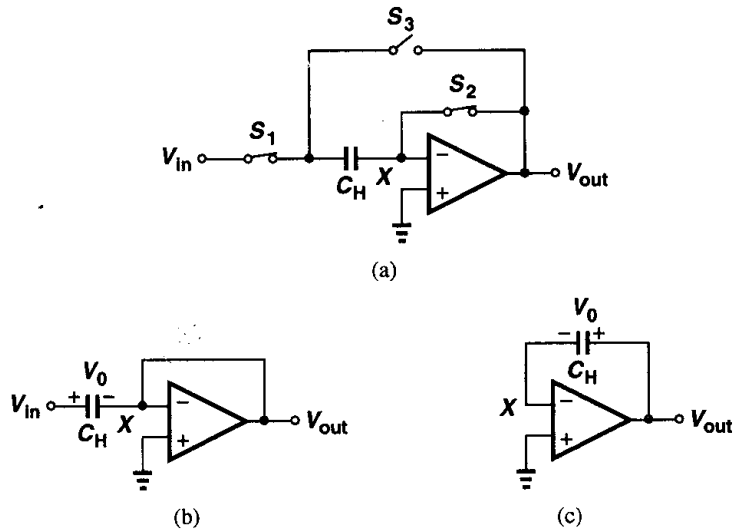 S3
S2
S1
Vin
X
CH
−
+
Vout
(a)
V0
+ −
Vin
CH
X
−
+
Vout
(b)
V0
− +
CH
X
−
+
Vout
(c)